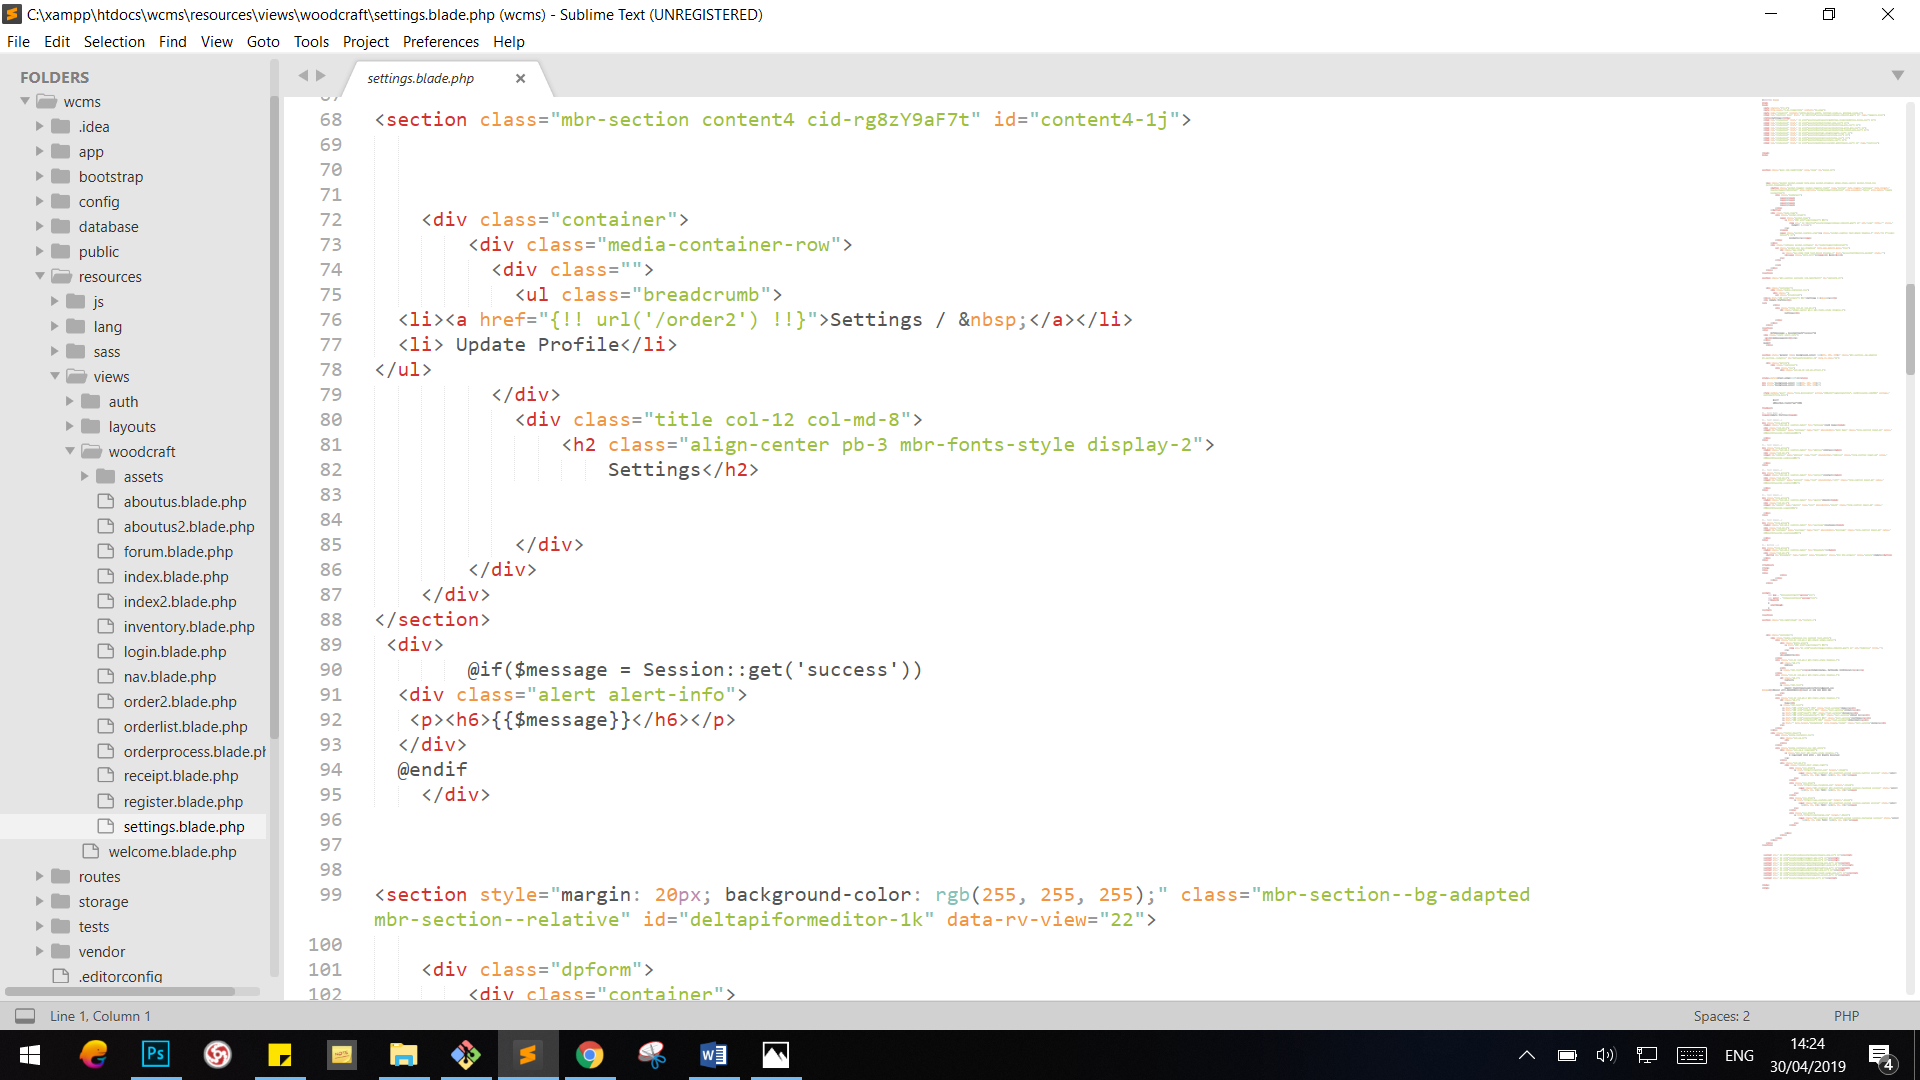 C:\xampp\htdocs\wcms\resources\views\woodcraft\settings.blade.php (wcms) - Sublime Text (UNREGISTERED)
File Edit Selection Find View Goto Tools Project Preferences Help
FOLDERS
wcms
.idea
app
bootstrap
config
database
public
resources
js
lang
sass
views
auth
layouts
woodcraft
assets
aboutus.blade.php
aboutus2.blade.php
forum.blade.php
index.blade.php
index2.blade.php
inventory.blade.php
login.blade.php
nav.blade.php
order2.blade.php
orderlist.blade.php
orderprocess.blade.ph
receipt.blade.php
register.blade.php
settings.blade.php
welcome.blade.php
routes
storage
tests
vendor
.editorconfig
settings.blade.php
67
68 <section class="mbr-section content4 cid-rg8zY9aF7t" id="content4-1j">
69
70
71
72 <div class="container">
73 <div class="media-container-row">
74 <div class="">
75 <ul class="breadcrumb">
76 <li><a href="{!! url('/order2') !!}">Settings / &nbsp;</a></li>
77 <li> Update Profile</li>
78 </ul>
79 </div>
80 <div class="title col-12 col-md-8">
81 <h2 class="align-center pb-3 mbr-fonts-style display-2">
82 Settings</h2>
83
84
85 </div>
86 </div>
87 </div>
88 </section>
89 <div>
90 @if($message = Session::get('success'))
91 <div class="alert alert-info">
92 <p><h6>{{$message}}</h6></p>
93 </div>
94 @endif
95 </div>
96
97
98
99 <section style="margin: 20px; background-color: rgb(255, 255, 255);" class="mbr-section--bg-adapted
mbr-section--relative" id="deltapiformeditor-1k" data-rv-view="22">
100
101 <div class="dpform">
102 <div class="container">
Line 1, Column 1
Spaces: 2
PHP
Ps
ENG
14:24
30/04/2019
4